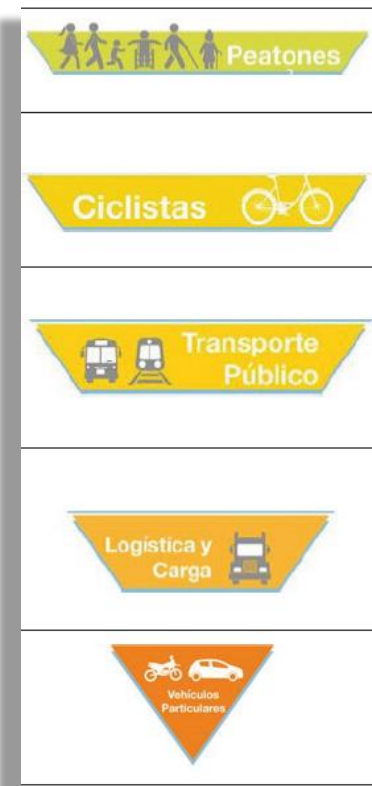 Peatones
Ciclistas
Transporte
Público
Logística y
Carga
Vehículos
Particulares